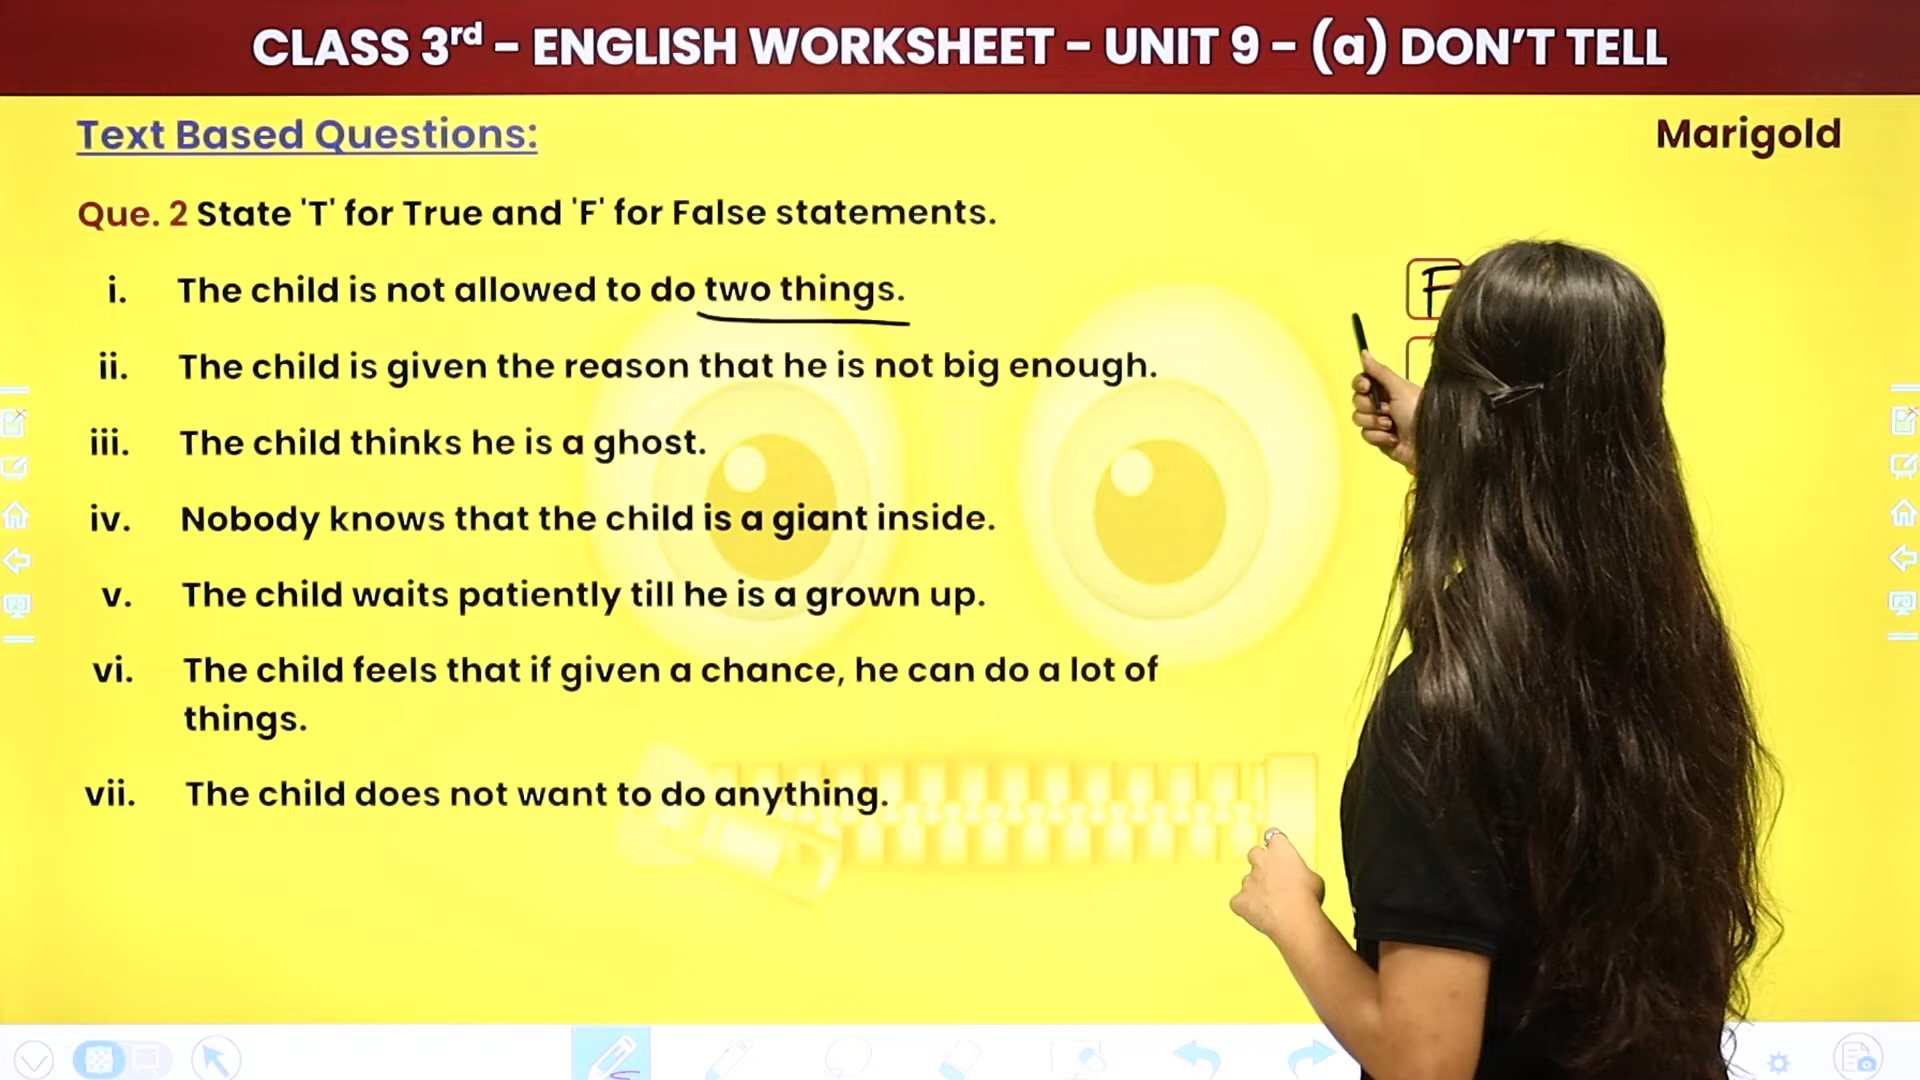 CLASS 3rd – ENGLISH WORKSHEET – UNIT 9 – (a) DON'T TELL
Text Based Questions:
Marigold
Que. 2 State 'T' for True and 'F' for False statements.
i. The child is not allowed to do two things.
F
ii. The child is given the reason that he is not big enough.
iii. The child thinks he is a ghost.
iv. Nobody knows that the child is a giant inside.
v. The child waits patiently till he is a grown up.
vi. The child feels that if given a chance, he can do a lot of
things.
vii. The child does not want to do anything.